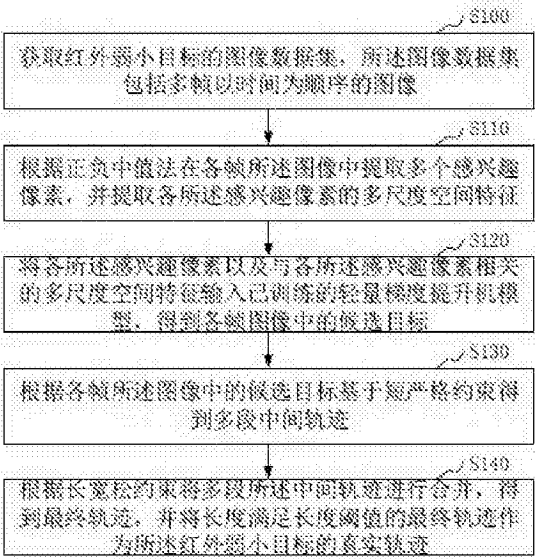 S100
获取红外弱小目标的图像数据集，所述图像数据集
包括多帧以时间为顺序的图像
S110
根据正负中值法在各帧所述图像中提取多个感兴趣
像素，并提取各所述感兴趣像素的多尺度空间特征
S120
将各所述感兴趣像素以及与各所述感兴趣像素相关
的多尺度空间特征输入已训练的轻量梯度提升机模
型，得到各帧图像中的候选目标
S130
根据各帧所述图像中的候选目标基于短严格约束得
到多段中间轨迹
S140
根据长宽松约束将多段所述中间轨迹进行合并，得
到最终轨迹，并将长度满足长度阈值的最终轨迹作
为所述红外弱小目标的真实轨迹